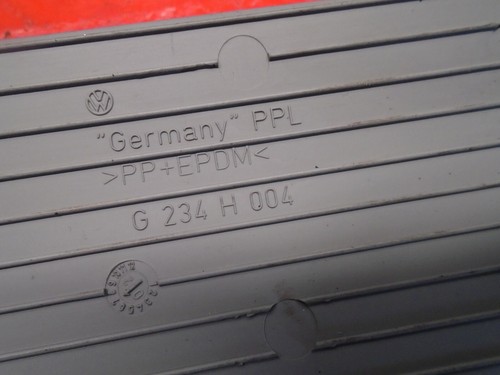 "Germany" PPL
>PP+EPDM<
G 234 H 004